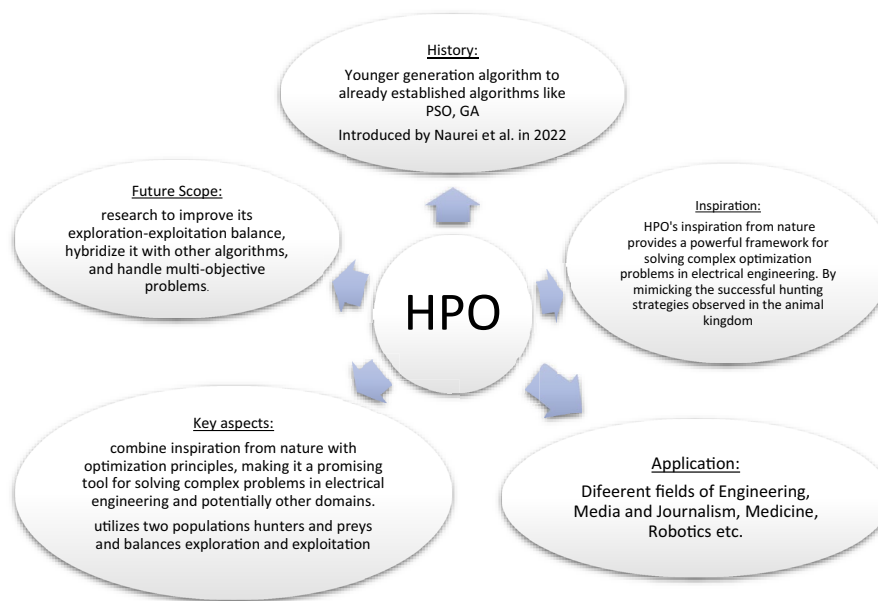 History:
Younger generation algorithm to
already established algorithms like
PSO, GA
Introduced by Naurei et al. in 2022
Future Scope:
research to improve its
exploration-exploitation balance,
hybridize it with other algorithms,
and handle multi-objective
problems.
Inspiration:
HPO's inspiration from nature
provides a powerful framework for
solving complex optimization
problems in electrical engineering. By
mimicking the successful hunting
strategies observed in the animal
kingdom
HPO
Key aspects:
combine inspiration from nature with
optimization principles, making it a promising
tool for solving complex problems in electrical
engineering and potentially other domains.
utilizes two populations hunters and preys
and balances exploration and exploitation
Application:
Difeerent fields of Engineering,
Media and Journalism, Medicine,
Robotics etc.